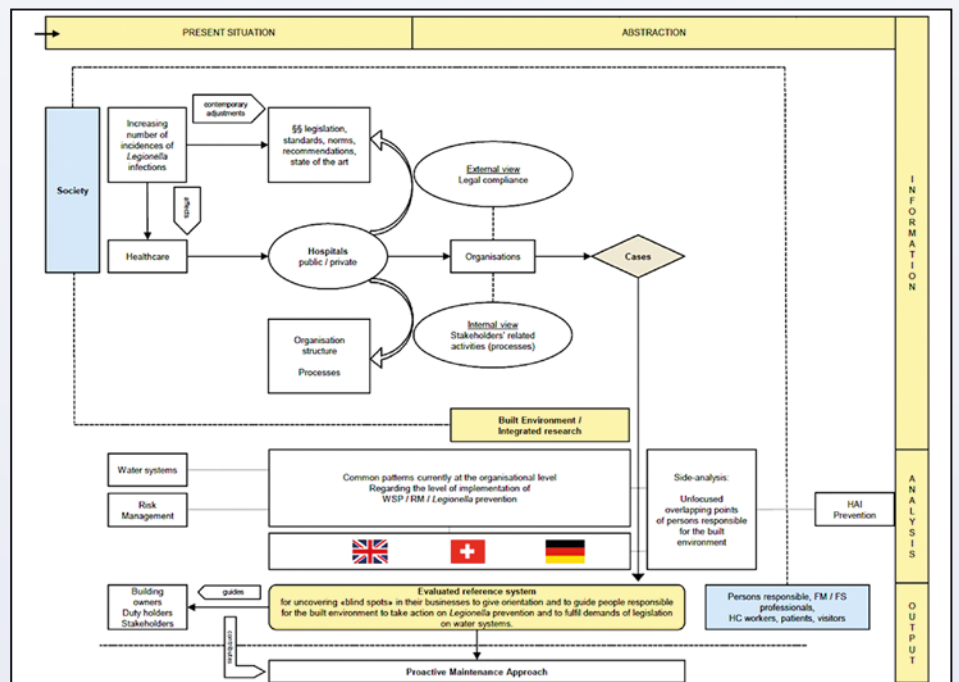 PRESENT SITUATION
ABSTRACTION
contemporary
adjustments
Increasing
number of
incidences of
Legionella
infections
§§ legislation,
standards, norms,
recommendations,
state of the art
External view
Legal compliance
Society
affects
Healthcare
Hospitals
public / private
Organisations
Cases
Internal view
Stakeholders' related
activities (processes)
Organisation
structure
Processes
Built Environment /
Integrated research
INFORMATION
Water systems
Risk
Management
Common patterns currently at the organisational level
Regarding the level of implementation of
WSP / RM / Legionella prevention
Side-analysis:
Unfocused
overlapping points
of persons responsible
for the built
environment
HAI
Prevention
ANALYSIS
Building
owners
Duty holders
Stakeholders
guides
Evaluated reference system
for uncovering «blind spots» in their businesses to give orientation and to guide people responsible
for the built environment to take action on Legionella prevention and to fulfil demands of legislation
on water systems.
Persons responsible, FM / FS
professionals,
HC workers, patients, visitors
OUTPUT
contributes
Proactive Maintenance Approach